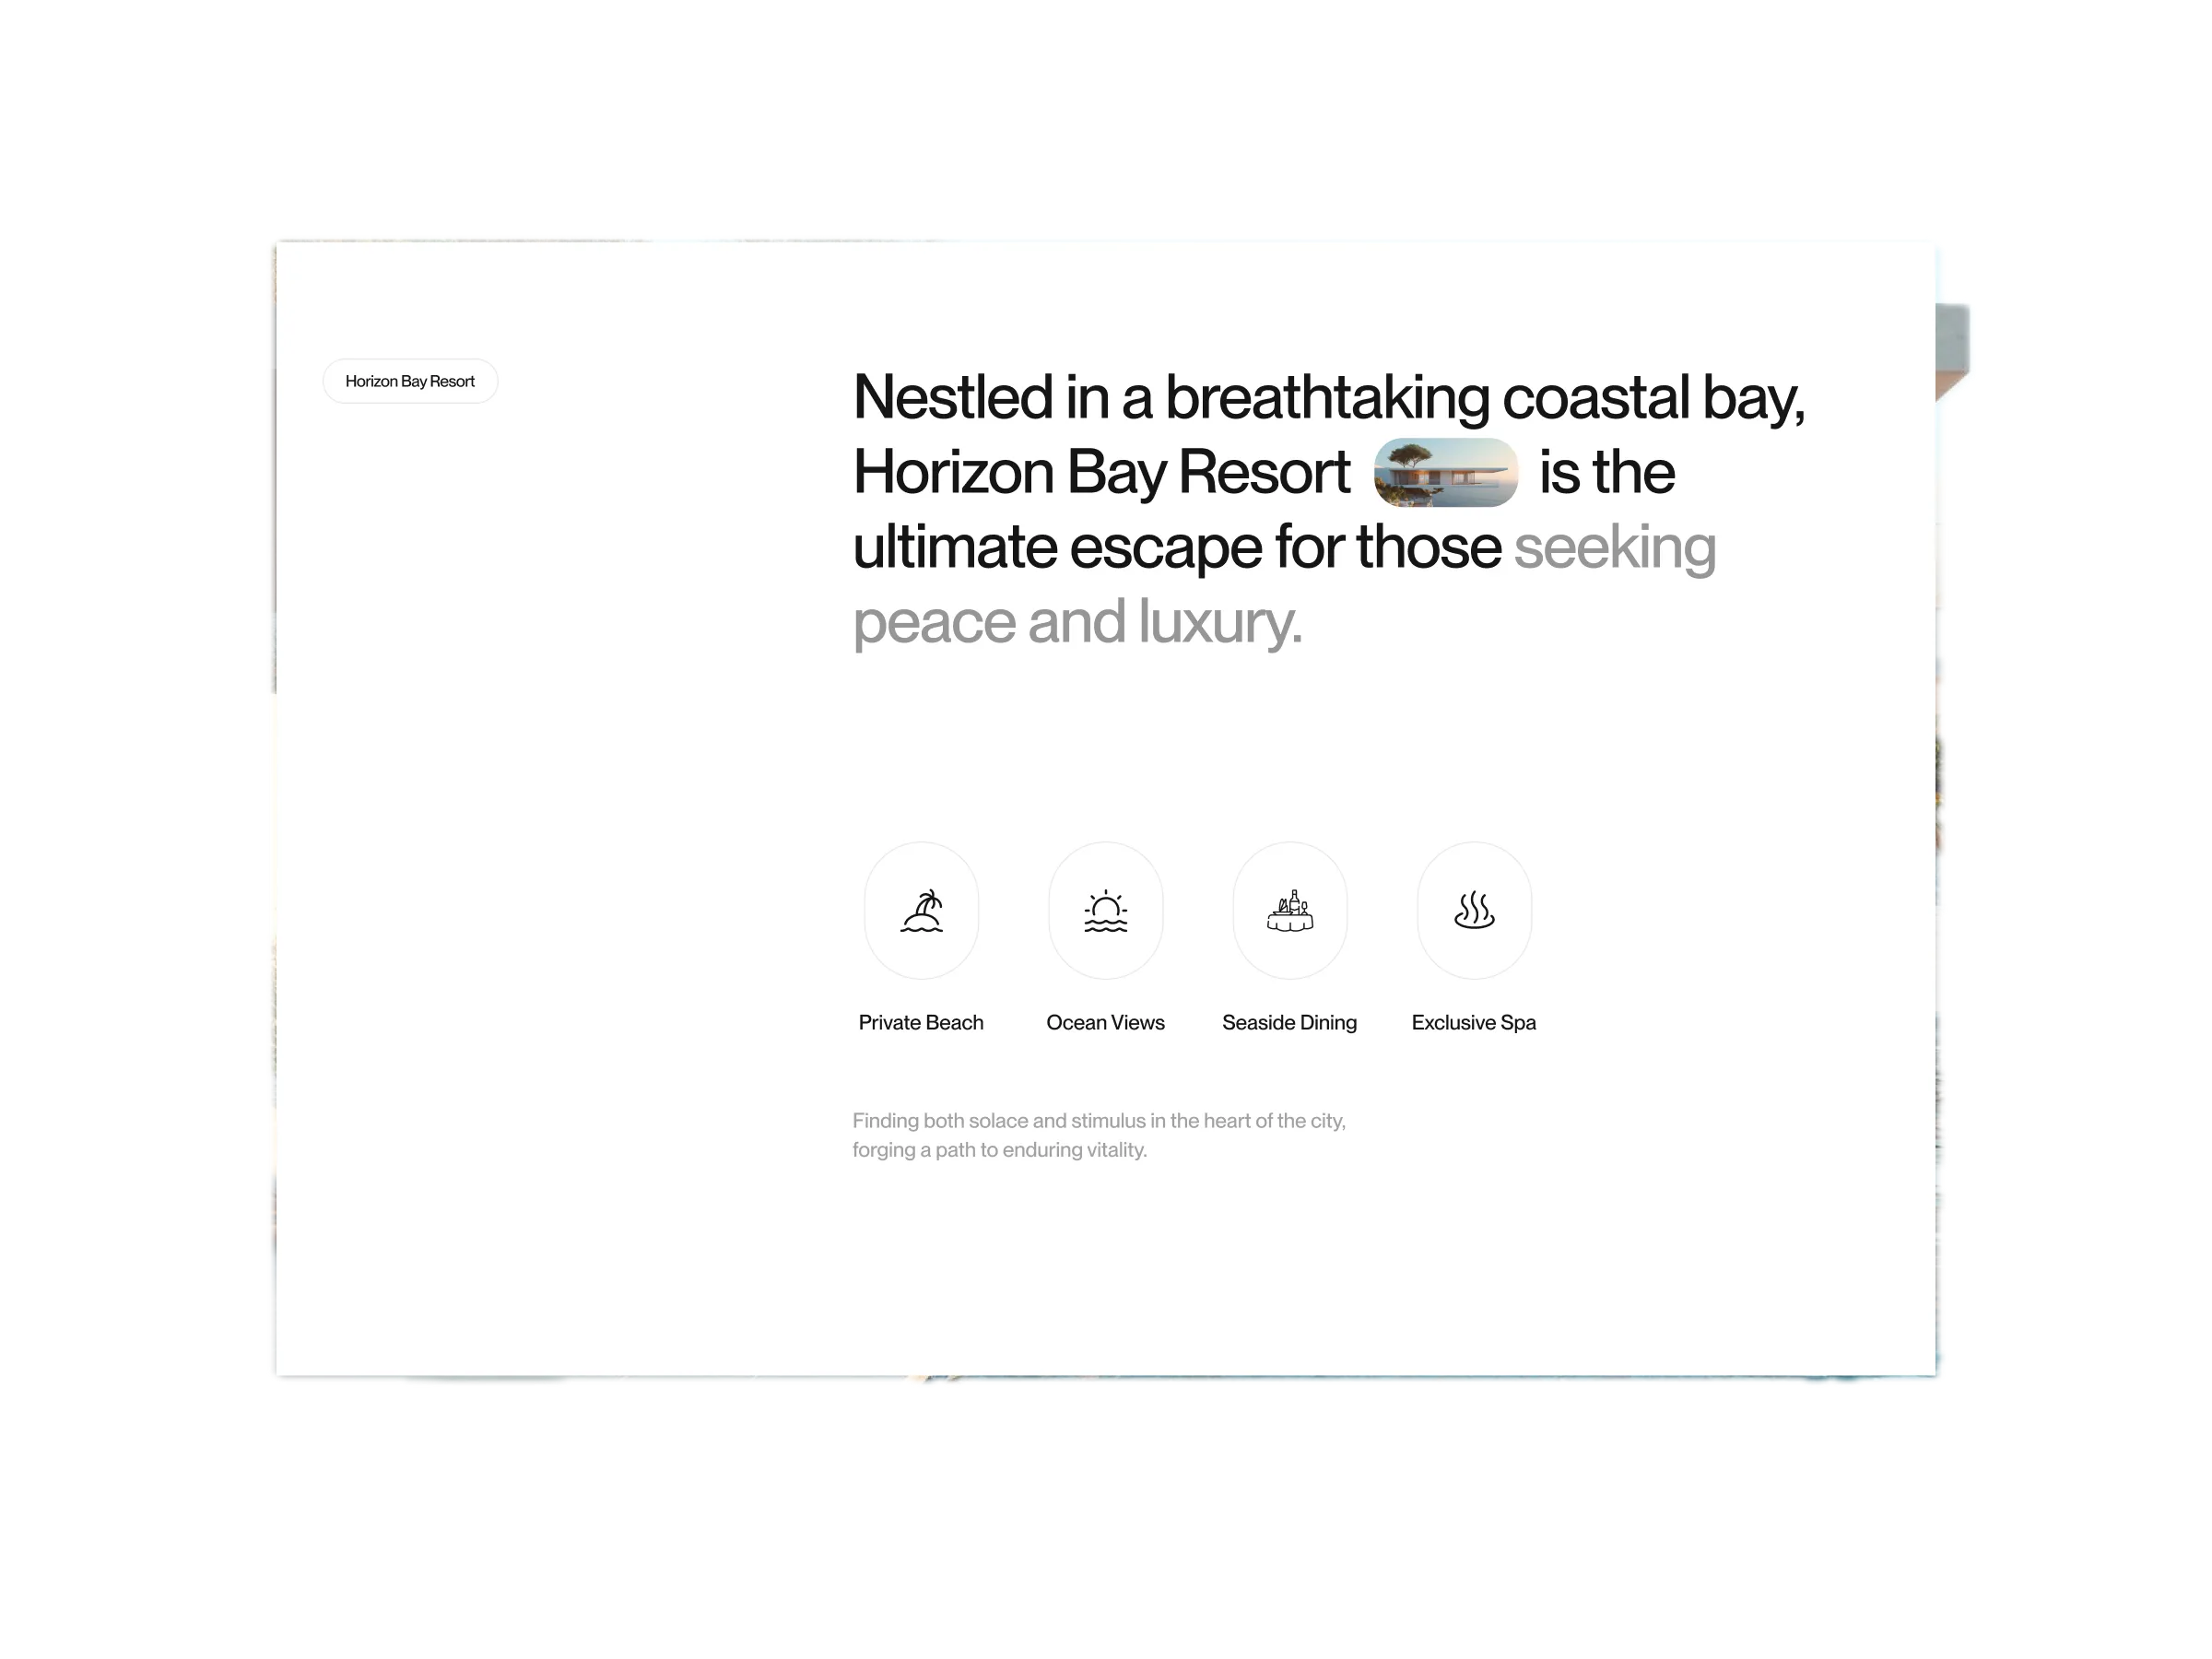 Horizon Bay Resort
Nestled in a breathtaking coastal bay,
Horizon Bay Resort is the
ultimate escape for those seeking
peace and luxury.
Private Beach
Ocean Views
Seaside Dining
Exclusive Spa
Finding both solace and stimulus in the heart of the city,
forging a path to enduring vitality.